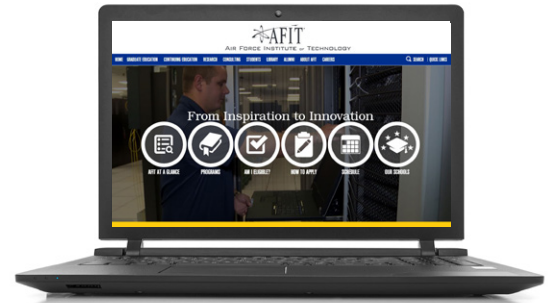 AFIT
AIR FORCE INSTITUTE OF TECHNOLOGY
HOME GRADUATE EDUCATION CONTINUING EDUCATION RESEARCH CONSULTING STUDENTS LIBRARY ALUMNI ABOUT AFIT CAREERS SEARCH | QUICK LINKS
From Inspiration to Innovation
AFIT AT A GLANCE PROGRAMS AM I ELIGIBLE? HOW TO APPLY SCHEDULE OUR SCHOOLS